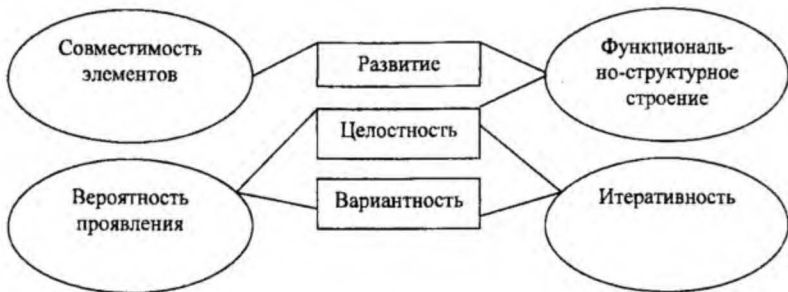 Совместимость
элементов
Развитие
Функциональ-
но-структурное
строение
Целостность
Вероятность
проявления
Вариантность
Итеративность